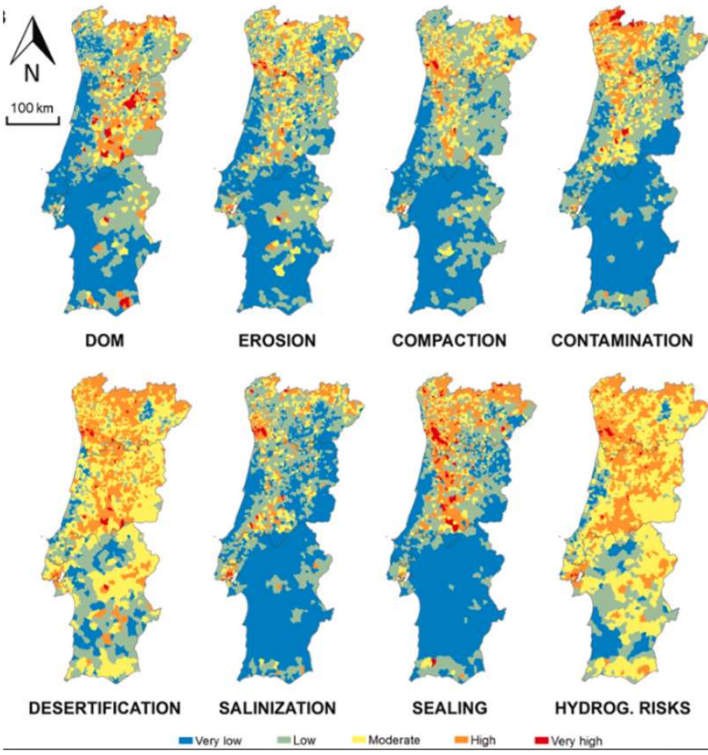 N
100 km
DOM EROSION COMPACTION CONTAMINATION
DESERTIFICATION SALINIZATION SEALING HYDROG. RISKS
Very low Low Moderate High Very high